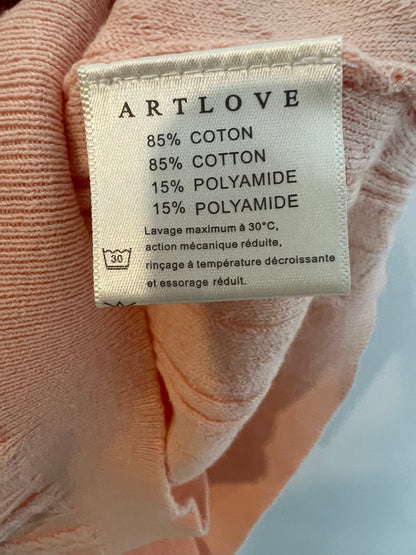 ARTLOVE
85% COTON
85% COTTON
15% POLYAMIDE
15% POLYAMIDE
Lavage maximum à 30°C,
action mécanique réduite,
30
rinçage à température décroissante
et essorage réduit.